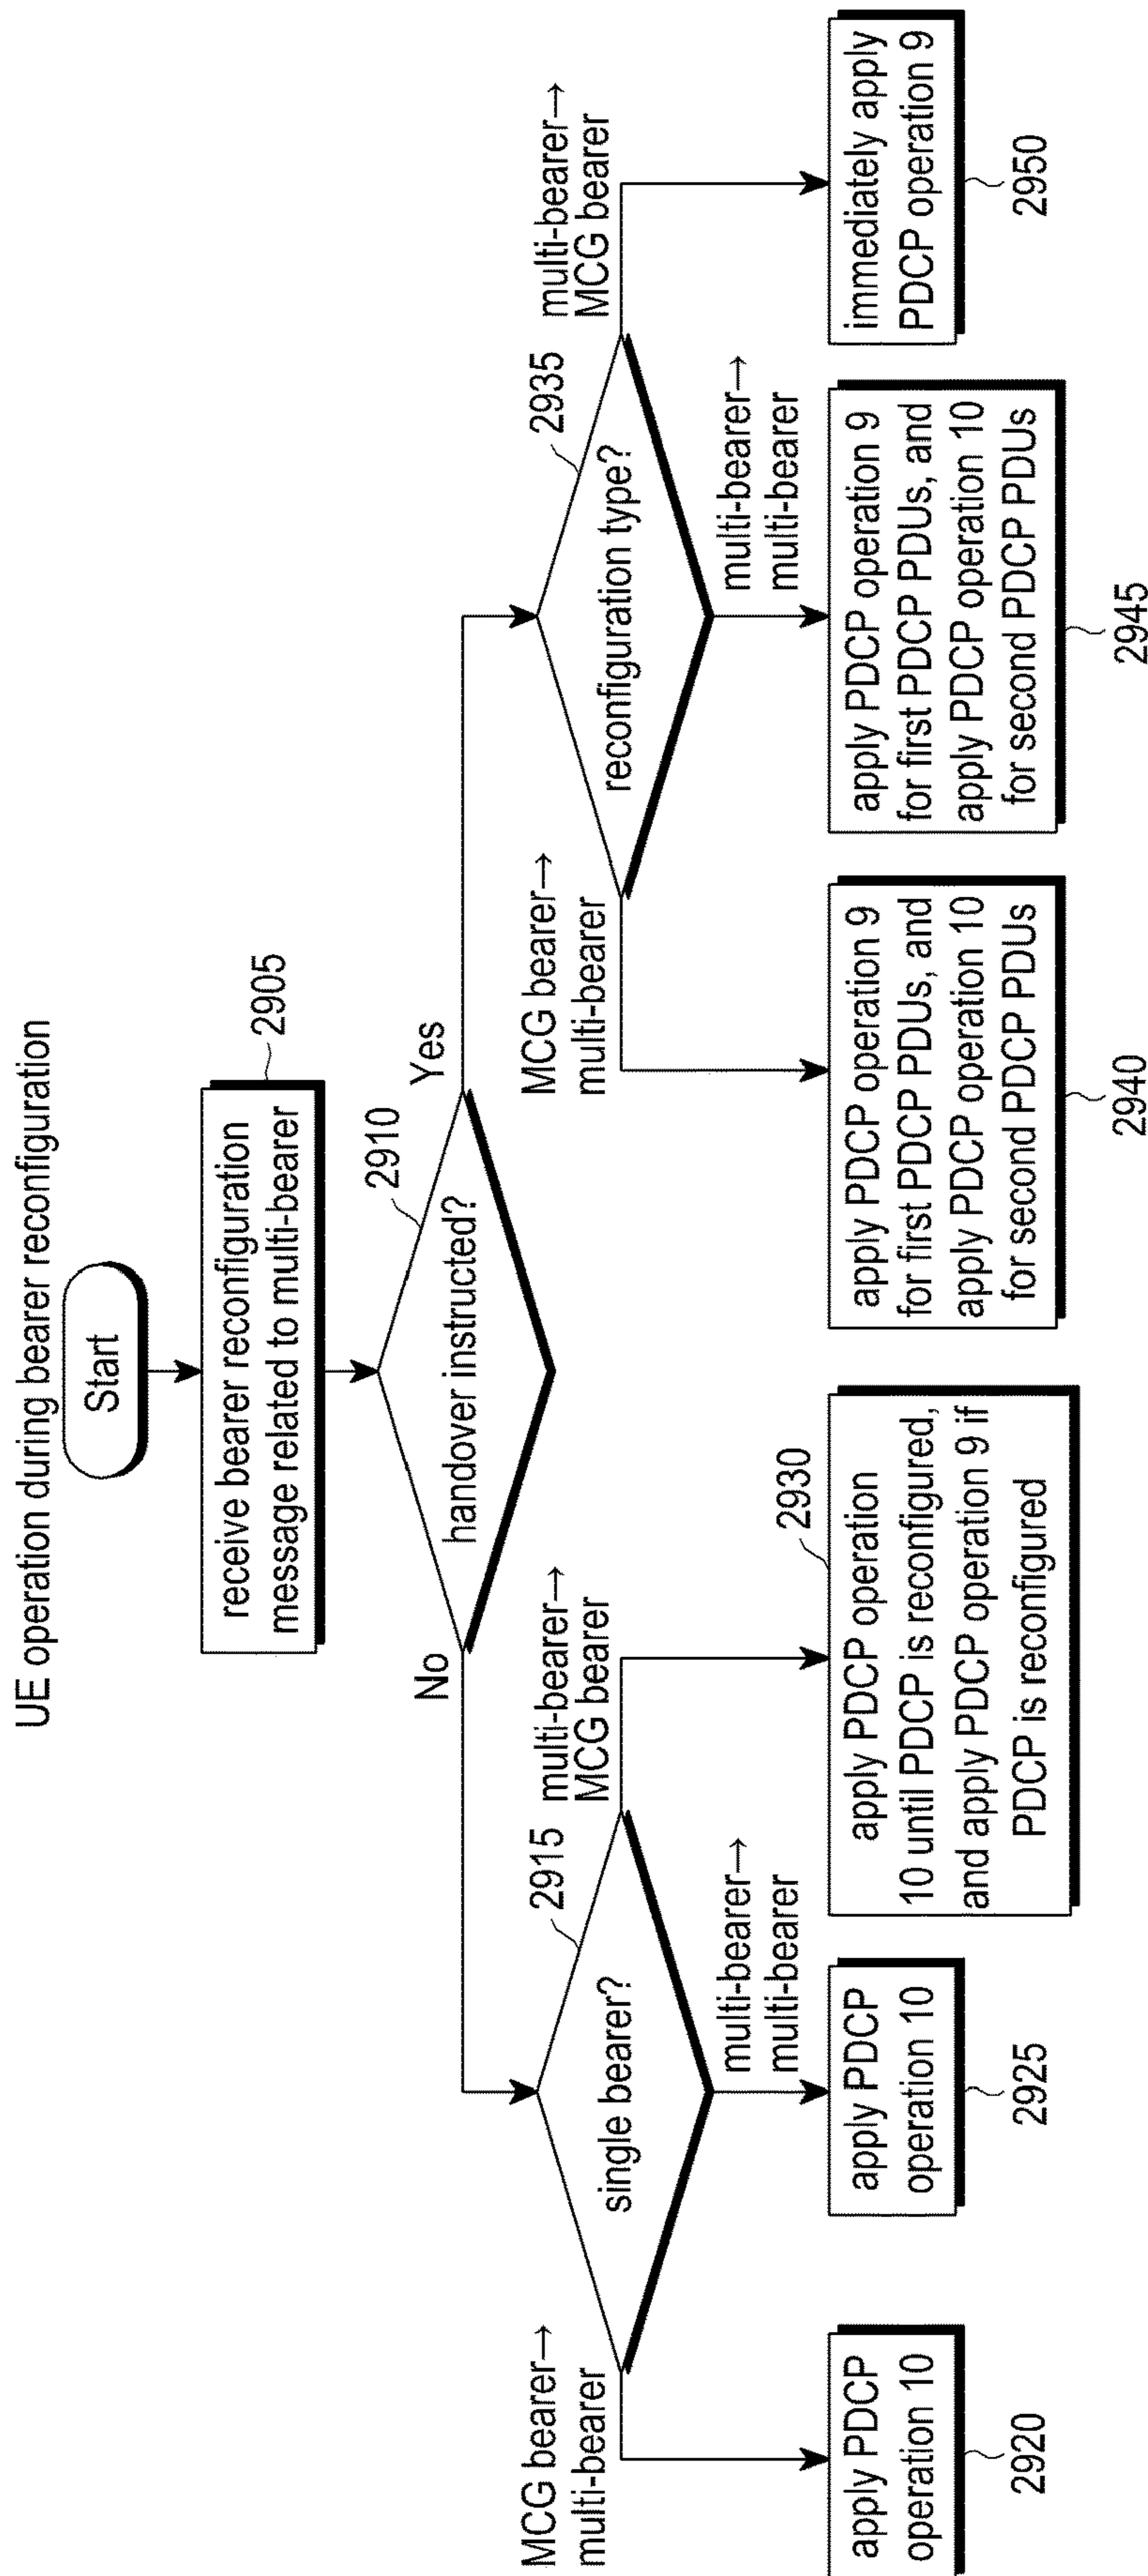 UE operation during bearer reconfiguration
Start
receive bearer reconfiguration
message related to multi-bearer
2905
handover instructed?
2910
No
Yes
single bearer?
2915
MCG bearer→
multi-bearer
multi-bearer→
multi-bearer
multi-bearer→
MCG bearer
apply PDCP
operation 10
2920
apply PDCP
operation 10
2925
apply PDCP operation
10 until PDCP is reconfigured,
and apply PDCP operation 9 if
PDCP is reconfigured
2930
reconfiguration type?
2935
MCG bearer→
multi-bearer
multi-bearer→
multi-bearer
multi-bearer→
MCG bearer
apply PDCP operation 9
for first PDCP PDUs, and
apply PDCP operation 10
for second PDCP PDUs
2940
apply PDCP operation 9
for first PDCP PDUs, and
apply PDCP operation 10
for second PDCP PDUs
2945
immediately apply
PDCP operation 9
2950